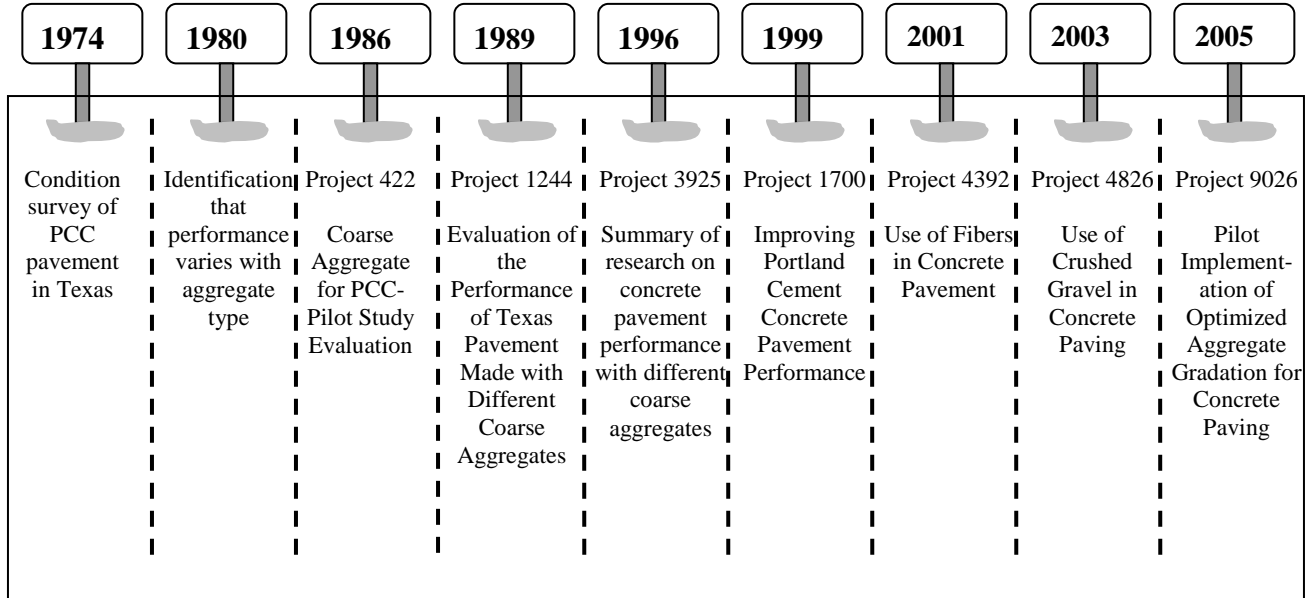 1974
1980
1986
1989
1996
1999
2001
2003
2005
Condition
survey of
PCC
pavement
in Texas
Identification
that
performance
varies with
aggregate
type
Project 422
Coarse
Aggregate
for PCC-
Pilot Study
Evaluation
Project 1244
Evaluation of
the
Performance
of Texas
Pavement
Made with
Different
Coarse
Aggregates
Project 3925
Summary of
research on
concrete
pavement
performance
with different
coarse
aggregates
Project 1700
Improving
Portland
Cement
Concrete
Pavement
Performance
Project 4392
Use of Fibers
in Concrete
Pavement
Project 4826
Use of
Crushed
Gravel in
Concrete
Paving
Project 9026
Pilot
Implement-
ation of
Optimized
Aggregate
Gradation for
Concrete
Paving